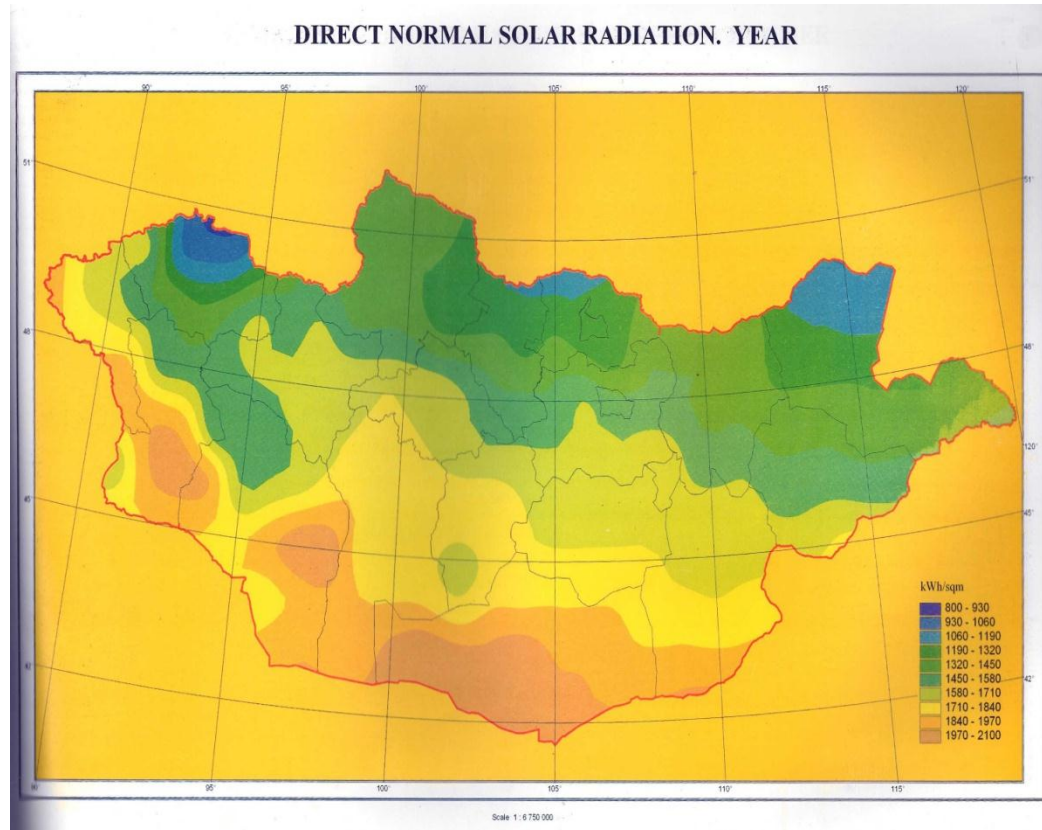 DIRECT NORMAL SOLAR RADIATION. YEAR
90° 95° 100° 105° 110° 115° 120°
51° 51°
48° 48°
120°
45° 45°
kWh/sqm
800 - 930
930 - 1060
1060 - 1190
1190 - 1320
1320 - 1450
1450 - 1580
1580 - 1710
1710 - 1840
1840 - 1970
1970 - 2100
42° 42°
90° 95° 100° 105° 110° 115°
Scale 1 : 6 750 000